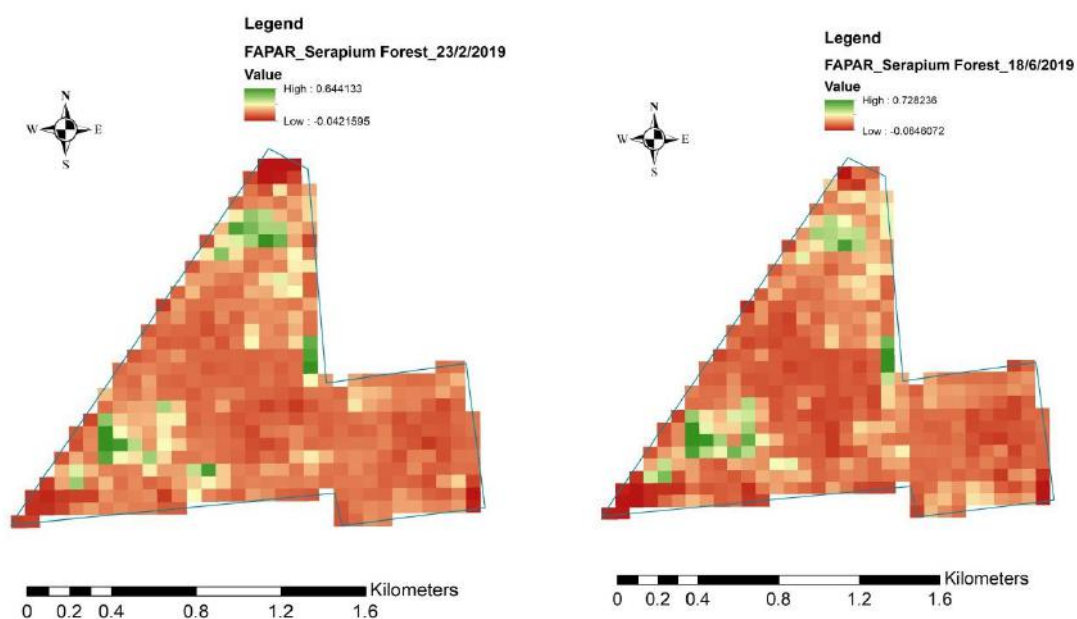 Legend
FAPAR_Serapium Forest_23/2/2019
Value
High : 0.644133
Low : -0.0421595
N
W E
S
Kilometers
0 0.2 0.4 0.8 1.2 1.6
Legend
FAPAR_Serapium Forest_18/6/2019
Value
High : 0.728236
Low : -0.0846072
N
W E
S
Kilometers
0 0.2 0.4 0.8 1.2 1.6